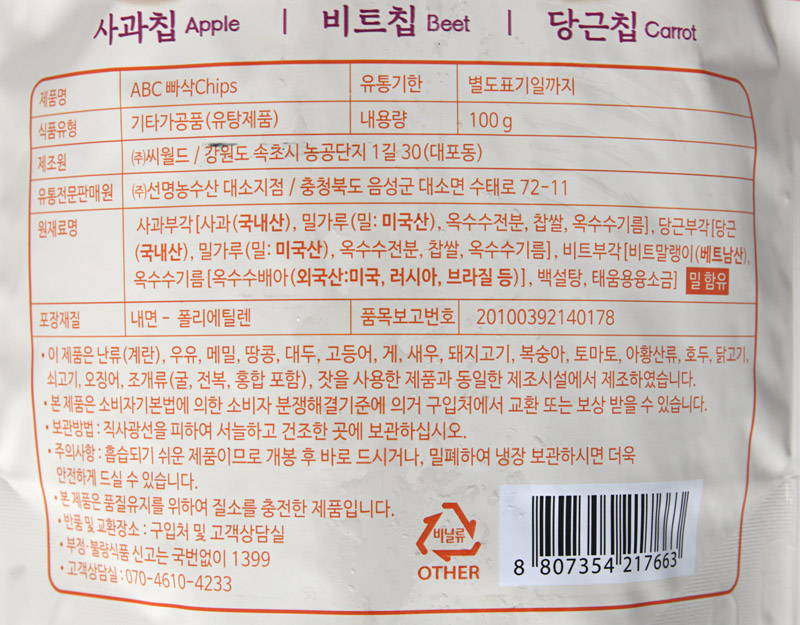 사과칩 Apple | 비트칩 Beet | 당근칩 Carrot
제품명 ABC 빠삭Chips 유통기한 별도표기일까지
식품유형 기타가공품(유탕제품) 내용량 100 g
제조원 ㈜씨월드 / 강원도 속초시 농공단지 1길 30(대포동)
유통전문판매원 ㈜선명농수산 대소지점 / 충청북도 음성군 대소면 수태로 72-11
원재료명 사과부각[사과(국내산), 밀가루(밀: 미국산), 옥수수전분, 찹쌀, 옥수수기름], 당근부각[당근
(국내산), 밀가루(밀: 미국산), 옥수수전분, 찹쌀, 옥수수기름], 비트부각[비트말랭이(베트남산),
옥수수기름[옥수수배아(외국산:미국, 러시아, 브라질 등)], 백설탕, 태움용융소금] 밀 함유
포장재질 내면 - 폴리에틸렌 품목보고번호 20100392140178
• 이 제품은 난류(계란), 우유, 메밀, 땅콩, 대두, 고등어, 게, 새우, 돼지고기, 복숭아, 토마토, 아황산류, 호두, 닭고기,
쇠고기, 오징어, 조개류(굴, 전복, 홍합 포함), 잣을 사용한 제품과 동일한 제조시설에서 제조하였습니다.
• 본 제품은 소비자기본법에 의한 소비자 분쟁해결기준에 의거 구입처에서 교환 또는 보상 받을 수 있습니다.
• 보관방법 : 직사광선을 피하여 서늘하고 건조한 곳에 보관하십시오.
• 주의사항 : 흡습되기 쉬운 제품이므로 개봉 후 바로 드시거나, 밀폐하여 냉장 보관하시면 더욱
안전하게 드실 수 있습니다.
• 본 제품은 품질유지를 위하여 질소를 충전한 제품입니다.
• 반품 및 교환장소 : 구입처 및 고객상담실
• 부정·불량식품 신고는 국번없이 1399
• 고객상담실 : 070-4610-4233
비닐류
OTHER
8 807354 217663